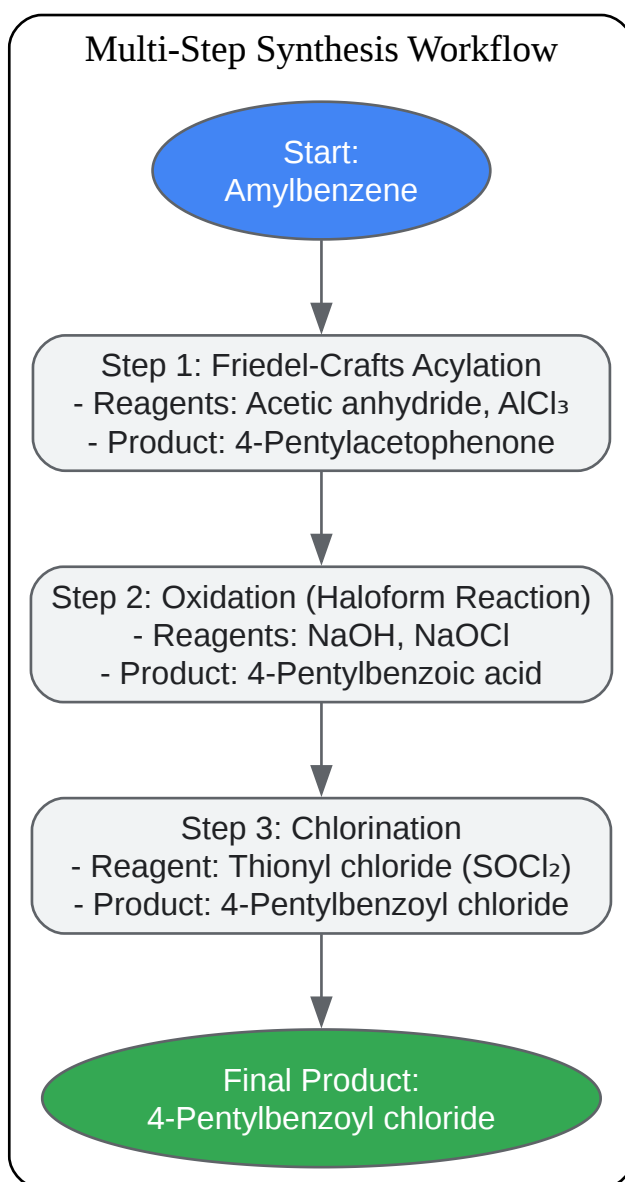 Multi-Step Synthesis Workflow
Start:
Amylbenzene
Step 1: Friedel-Crafts Acylation
- Reagents: Acetic anhydride, AlCl₃
- Product: 4-Pentylacetophenone
Step 2: Oxidation (Haloform Reaction)
- Reagents: NaOH, NaOCl
- Product: 4-Pentylbenzoic acid
Step 3: Chlorination
- Reagent: Thionyl chloride (SOCl₂)
- Product: 4-Pentylbenzoyl chloride
Final Product:
4-Pentylbenzoyl chloride